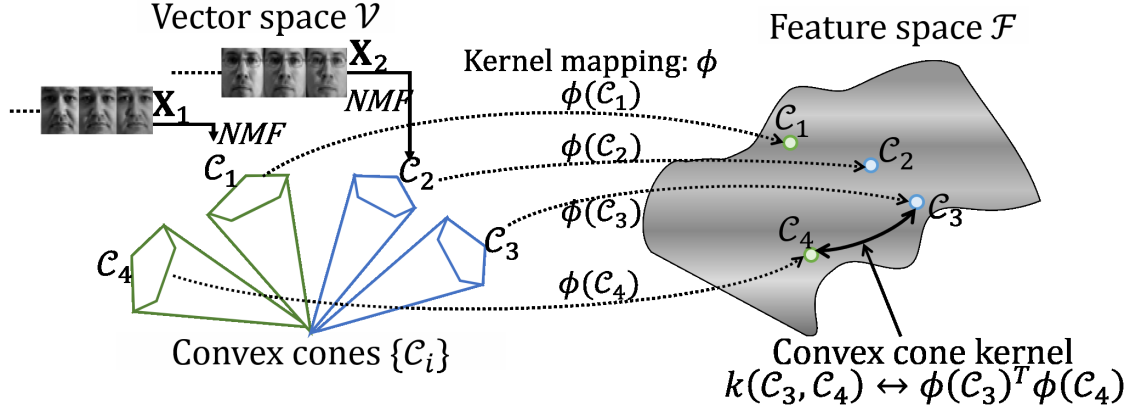 Vector space 𝒱
Feature space ℱ
X₂
Kernel mapping: ϕ
NMF
X₁
ϕ(𝒞₁)
NMF
𝒞₁
ϕ(𝒞₂)
𝒞₁
𝒞₂
𝒞₂
ϕ(𝒞₃)
𝒞₃
𝒞₃
𝒞₄
𝒞₄
ϕ(𝒞₄)
Convex cones {𝒞ᵢ}
Convex cone kernel
k(𝒞₃, 𝒞₄) ↔ ϕ(𝒞₃)ᵀϕ(𝒞₄)